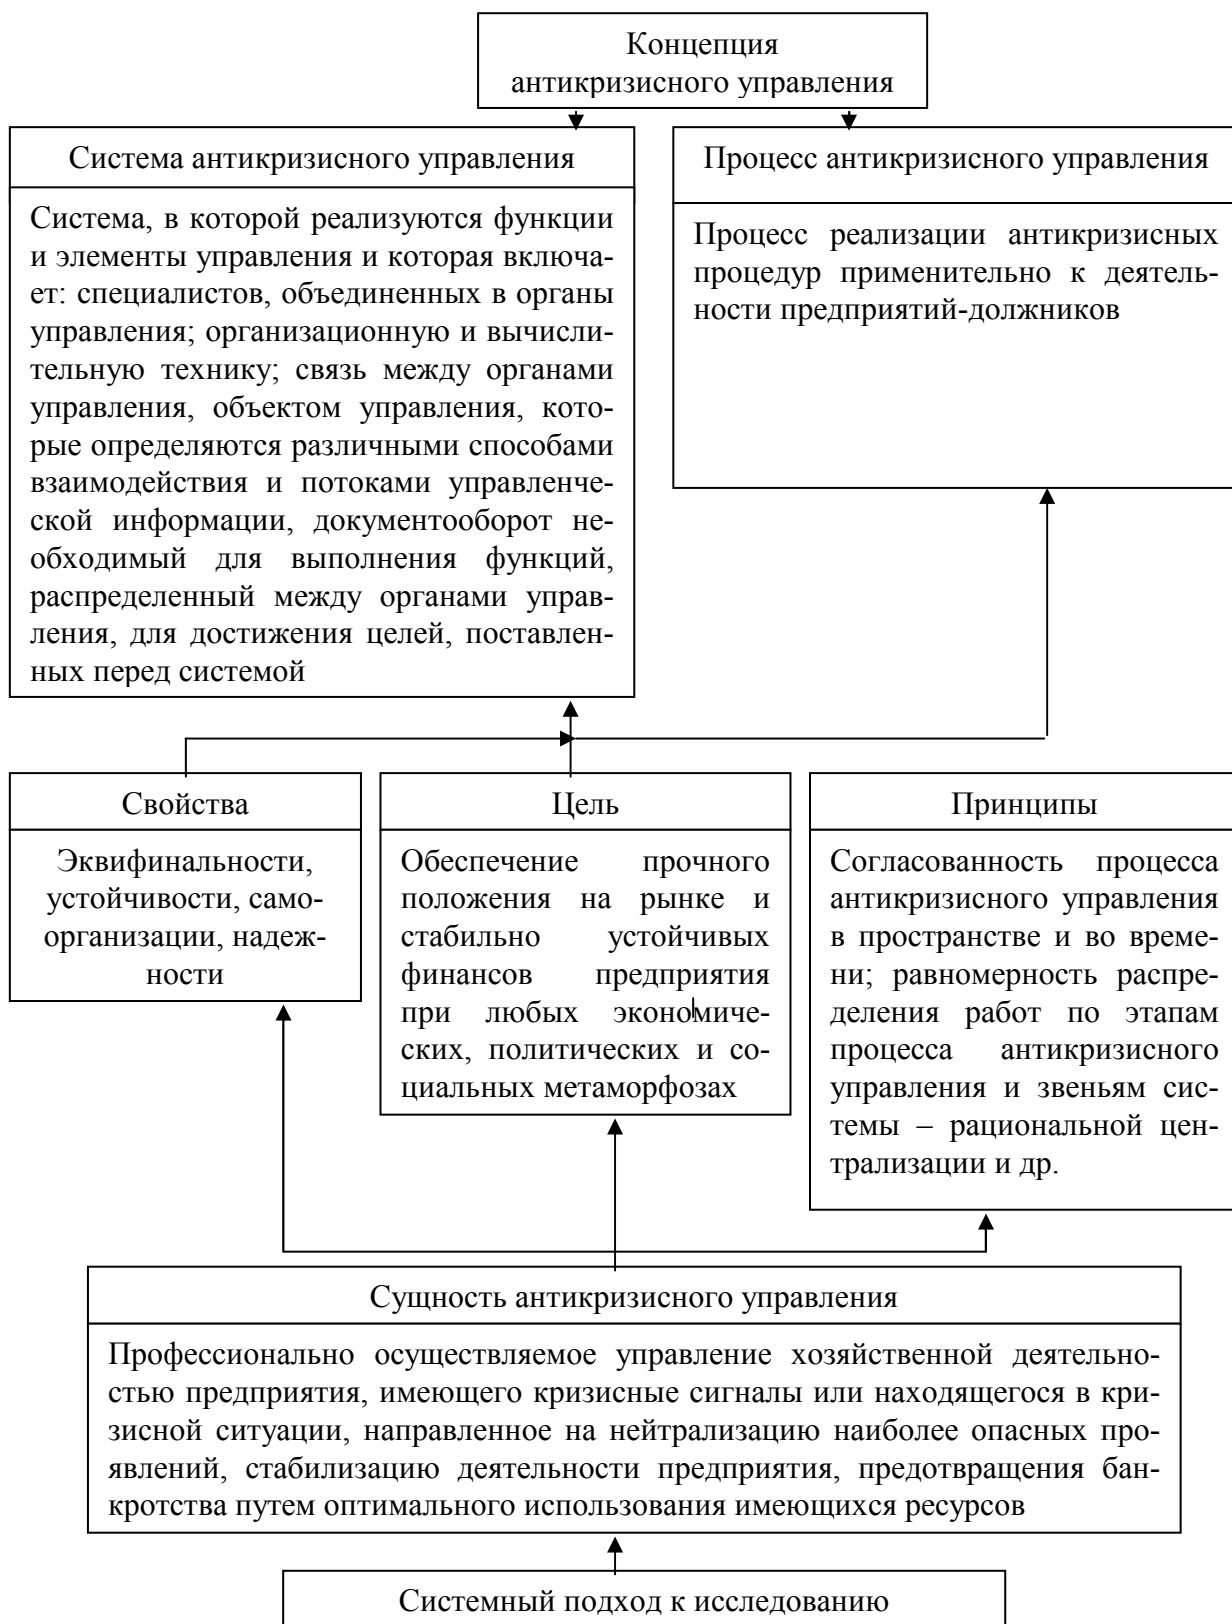 Концепция
антикризисного управления
Система антикризисного управления
Система, в которой реализуются функции
и элементы управления и которая включа-
ет: специалистов, объединенных в органы
управления; организационную и вычисли-
тельную технику; связь между органами
управления, объектом управления, кото-
рые определяются различными способами
взаимодействия и потоками управленче-
ской информации, документооборот не-
обходимый для выполнения функций,
распределенный между органами управ-
ления, для достижения целей, поставлен-
ных перед системой
Процесс антикризисного управления
Процесс реализации антикризисных
процедур применительно к деятель-
ности предприятий-должников
Свойства
Эквифинальности,
устойчивости, само-
организации, надеж-
ности
Цель
Обеспечение прочного
положения на рынке и
стабильно устойчивых
финансов предприятия
при любых экономиче-
ских, политических и со-
циальных метаморфозах
Принципы
Согласованность процесса
антикризисного управления
в пространстве и во време-
ни; равномерность распре-
деления работ по этапам
процесса антикризисного
управления и звеньям сис-
темы – рациональной цен-
трализации и др.
Сущность антикризисного управления
Профессионально осуществляемое управление хозяйственной деятельно-
стью предприятия, имеющего кризисные сигналы или находящегося в кри-
зисной ситуации, направленное на нейтрализацию наиболее опасных про-
явлений, стабилизацию деятельности предприятия, предотвращения бан-
кротства путем оптимального использования имеющихся ресурсов
Системный подход к исследованию